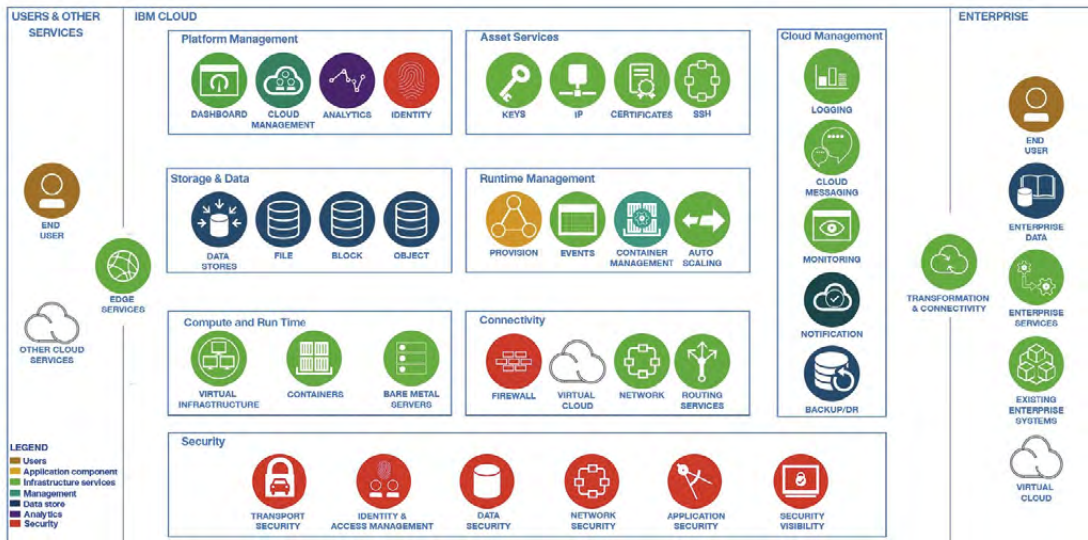 USERS & OTHER
SERVICES
IBM CLOUD
ENTERPRISE
Platform Management
DASHBOARD
CLOUD
MANAGEMENT
ANALYTICS
IDENTITY
Asset Services
KEYS
IP
CERTIFICATES
SSH
Cloud Management
LOGGING
CLOUD
MESSAGING
MONITORING
NOTIFICATION
BACKUP/DR
Storage & Data
DATA
STORES
FILE
BLOCK
OBJECT
Runtime Management
PROVISION
EVENTS
CONTAINER
MANAGEMENT
AUTO
SCALING
Compute and Run Time
VIRTUAL
INFRASTRUCTURE
CONTAINERS
BARE METAL
SERVERS
Connectivity
FIREWALL
VIRTUAL
CLOUD
NETWORK
ROUTING
SERVICES
Security
TRANSPORT
SECURITY
IDENTITY &
ACCESS MANAGEMENT
DATA
SECURITY
NETWORK
SECURITY
APPLICATION
SECURITY
SECURITY
VISIBILITY
END
USER
EDGE
SERVICES
OTHER CLOUD
SERVICES
LEGEND
Users
Application component
Infrastructure services
Management
Data store
Analytics
Security
TRANSFORMATION
& CONNECTIVITY
END
USER
ENTERPRISE
DATA
ENTERPRISE
SERVICES
EXISTING
ENTERPRISE
SYSTEMS
VIRTUAL
CLOUD